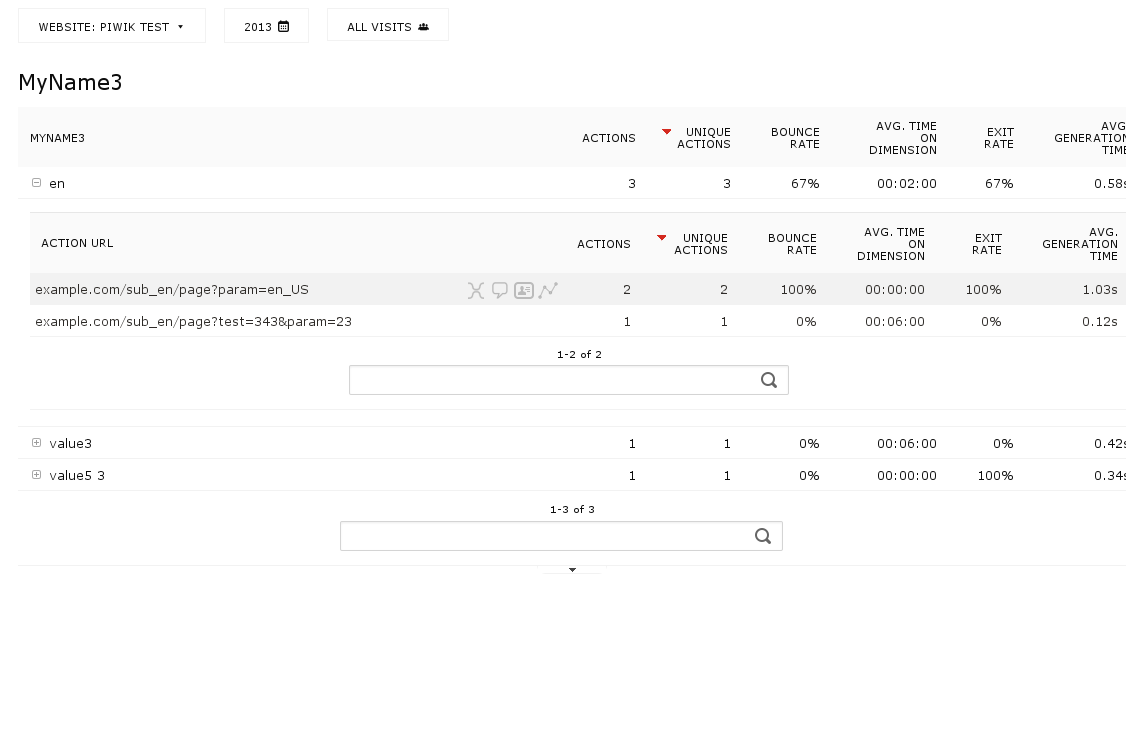 WEBSITE: PIWIK TEST 2013 ALL VISITS
MyName3
MYNAME3 ACTIONS UNIQUE ACTIONS BOUNCE RATE AVG. TIME ON DIMENSION EXIT RATE AVG GENERATION TIME
en 3 3 67% 00:02:00 67% 0.58s
ACTION URL ACTIONS UNIQUE ACTIONS BOUNCE RATE AVG. TIME ON DIMENSION EXIT RATE AVG. GENERATION TIME
example.com/sub_en/page?param=en_US 2 2 100% 00:00:00 100% 1.03s
example.com/sub_en/page?test=343&param=23 1 1 0% 00:06:00 0% 0.12s
1-2 of 2
value3 1 1 0% 00:06:00 0% 0.42s
value5 3 1 1 0% 00:00:00 100% 0.34s
1-3 of 3